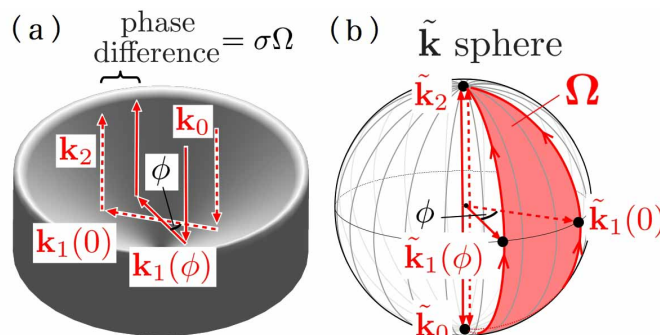 (a)
phase
difference = σΩ
k₂
k₀
ϕ
k₁(0)
k₁(ϕ)
(b)
k̃ sphere
k̃₂
Ω
ϕ
k̃₁(0)
k̃₁(ϕ)
k̃₀